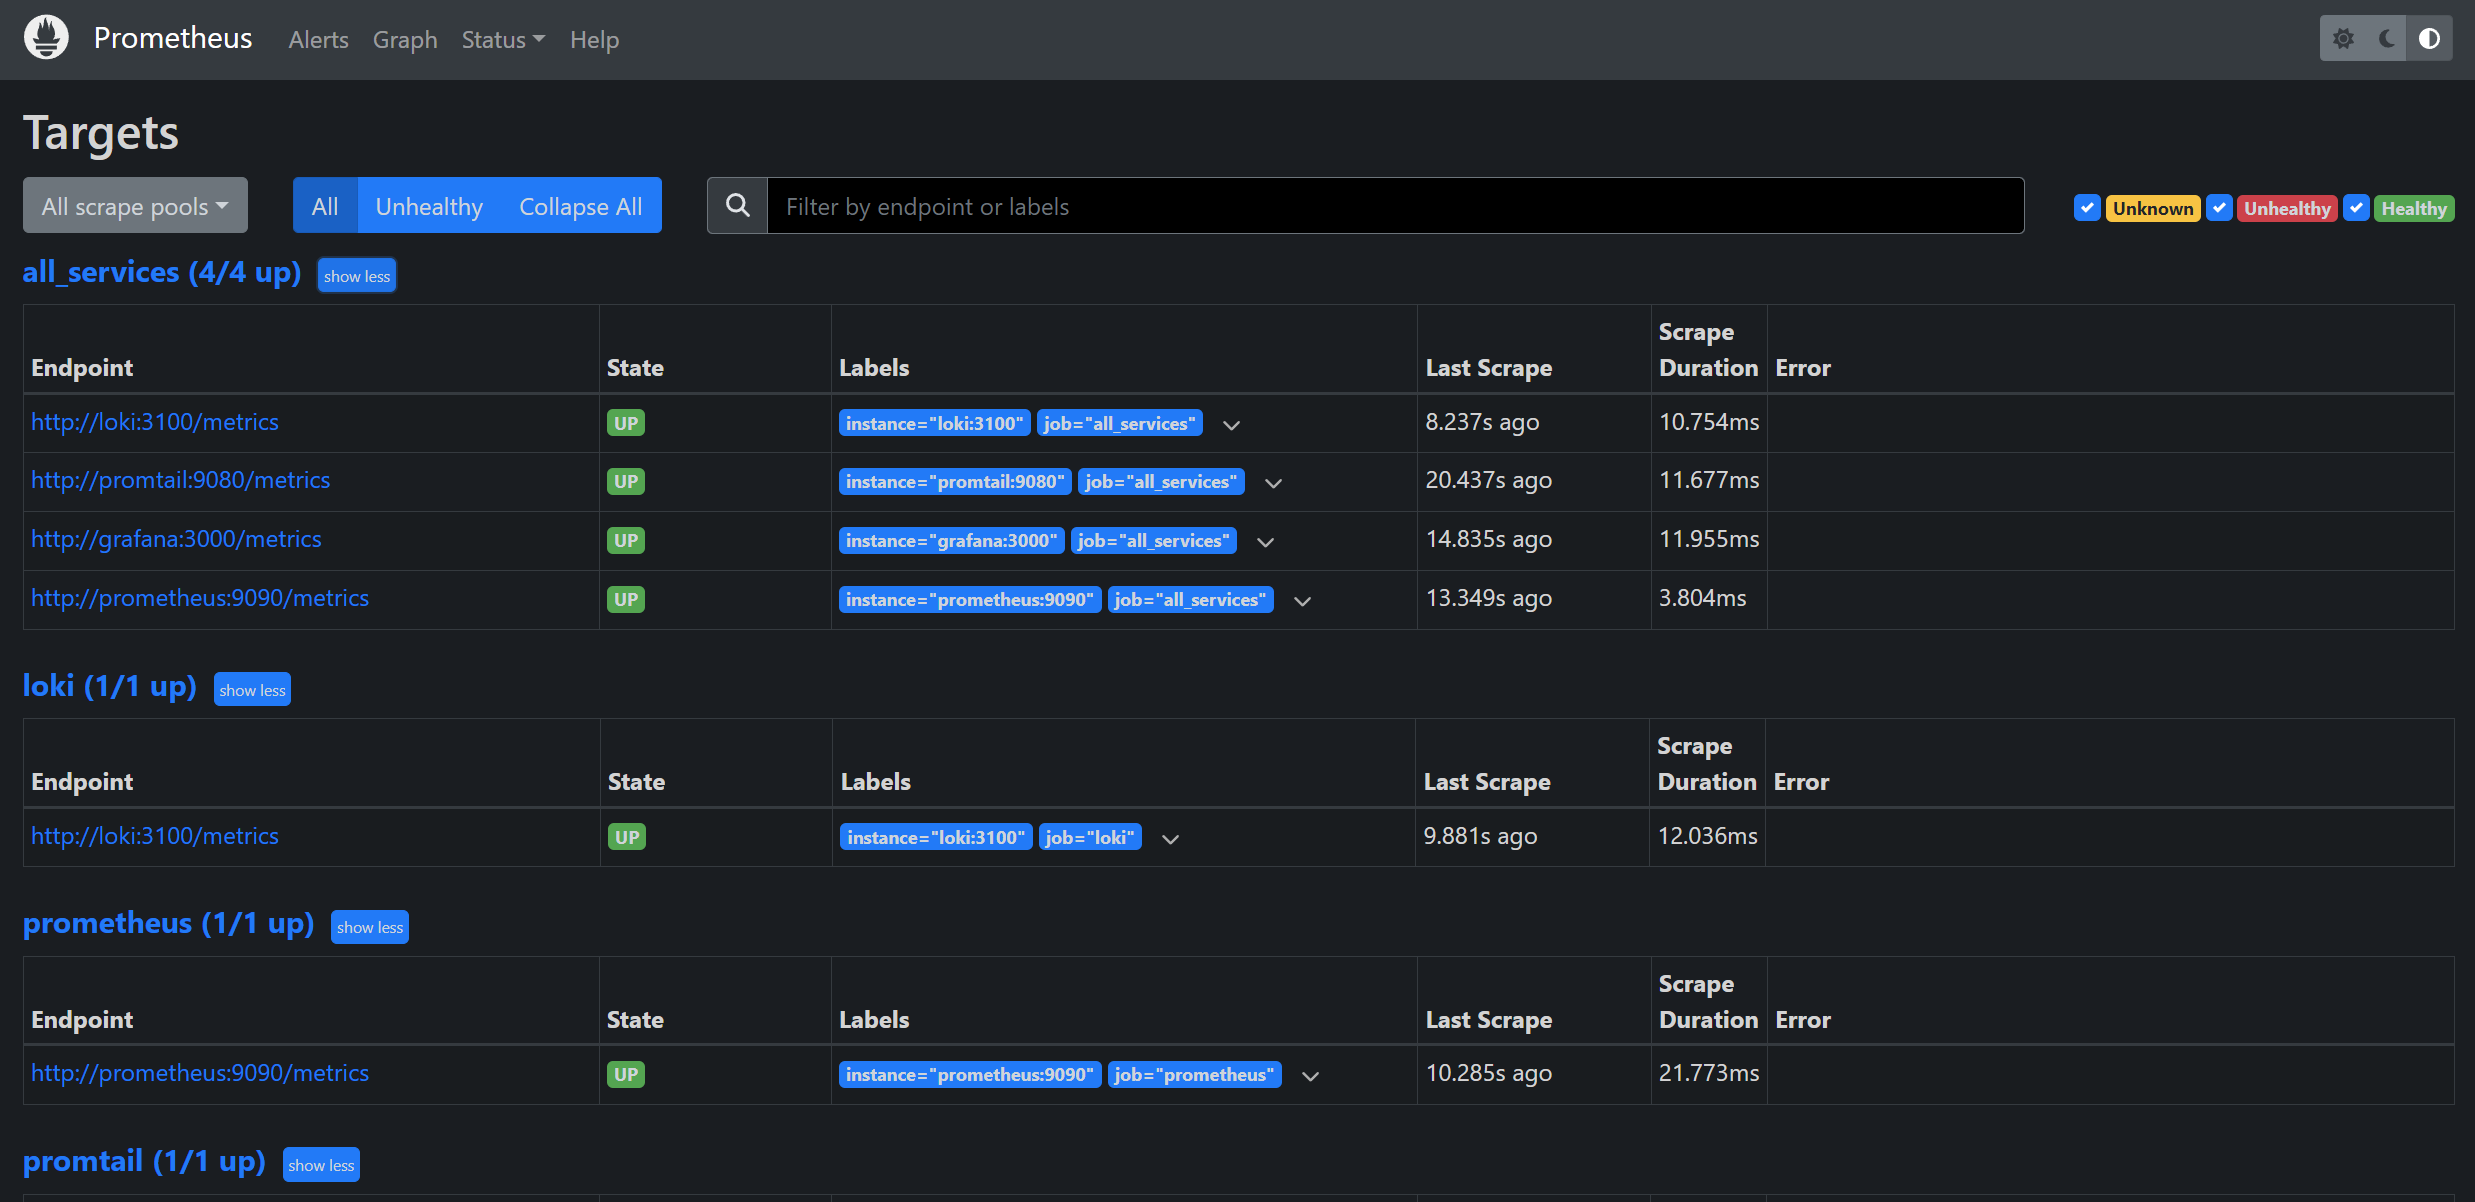 Prometheus Alerts Graph Status Help
Targets
All scrape pools All Unhealthy Collapse All Filter by endpoint or labels Unknown Unhealthy Healthy
all_services (4/4 up) show less
Endpoint State Labels Last Scrape Scrape Duration Error
http://loki:3100/metrics UP instance="loki:3100" job="all_services" 8.237s ago 10.754ms
http://promtail:9080/metrics UP instance="promtail:9080" job="all_services" 20.437s ago 11.677ms
http://grafana:3000/metrics UP instance="grafana:3000" job="all_services" 14.835s ago 11.955ms
http://prometheus:9090/metrics UP instance="prometheus:9090" job="all_services" 13.349s ago 3.804ms
loki (1/1 up) show less
Endpoint State Labels Last Scrape Scrape Duration Error
http://loki:3100/metrics UP instance="loki:3100" job="loki" 9.881s ago 12.036ms
prometheus (1/1 up) show less
Endpoint State Labels Last Scrape Scrape Duration Error
http://prometheus:9090/metrics UP instance="prometheus:9090" job="prometheus" 10.285s ago 21.773ms
promtail (1/1 up) show less